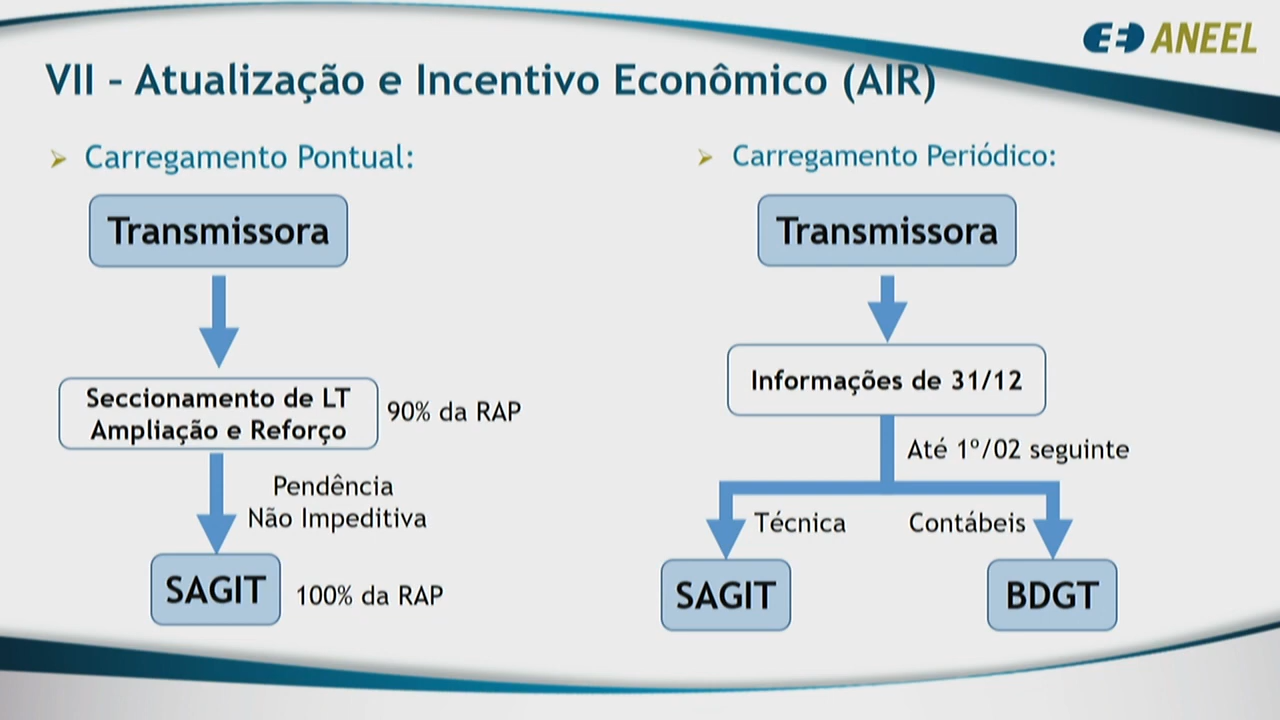 ANEEL
VII – Atualização e Incentivo Econômico (AIR)
Carregamento Pontual:
Transmissora
Seccionamento de LT
Ampliação e Reforço
90% da RAP
Pendência
Não Impeditiva
SAGIT
100% da RAP
Carregamento Periódico:
Transmissora
Informações de 31/12
Até 1º/02 seguinte
Técnica
Contábeis
SAGIT
BDGT